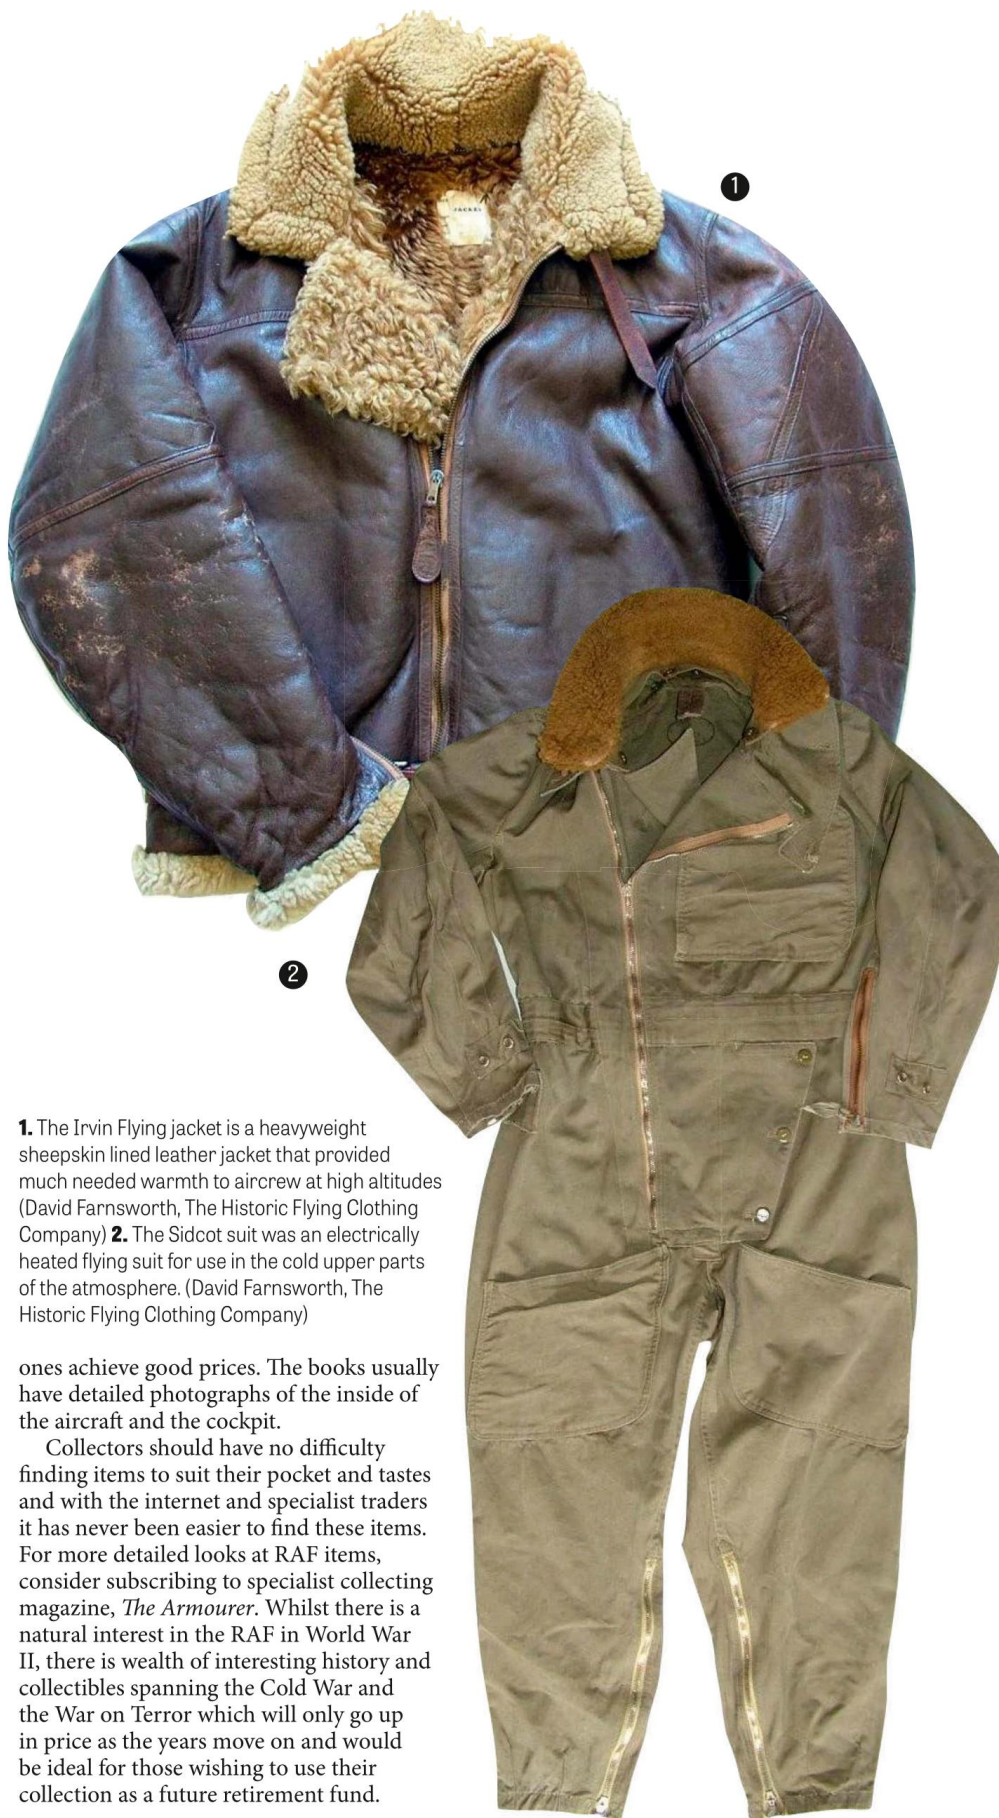 JACKET
1
2
1. The Irvin Flying jacket is a heavyweight
sheepskin lined leather jacket that provided
much needed warmth to aircrew at high altitudes
(David Farnsworth, The Historic Flying Clothing
Company) 2. The Sidcot suit was an electrically
heated flying suit for use in the cold upper parts
of the atmosphere. (David Farnsworth, The
Historic Flying Clothing Company)
ones achieve good prices. The books usually
have detailed photographs of the inside of
the aircraft and the cockpit.
Collectors should have no difficulty
finding items to suit their pocket and tastes
and with the internet and specialist traders
it has never been easier to find these items.
For more detailed looks at RAF items,
consider subscribing to specialist collecting
magazine, The Armourer. Whilst there is a
natural interest in the RAF in World War
II, there is wealth of interesting history and
collectibles spanning the Cold War and
the War on Terror which will only go up
in price as the years move on and would
be ideal for those wishing to use their
collection as a future retirement fund.